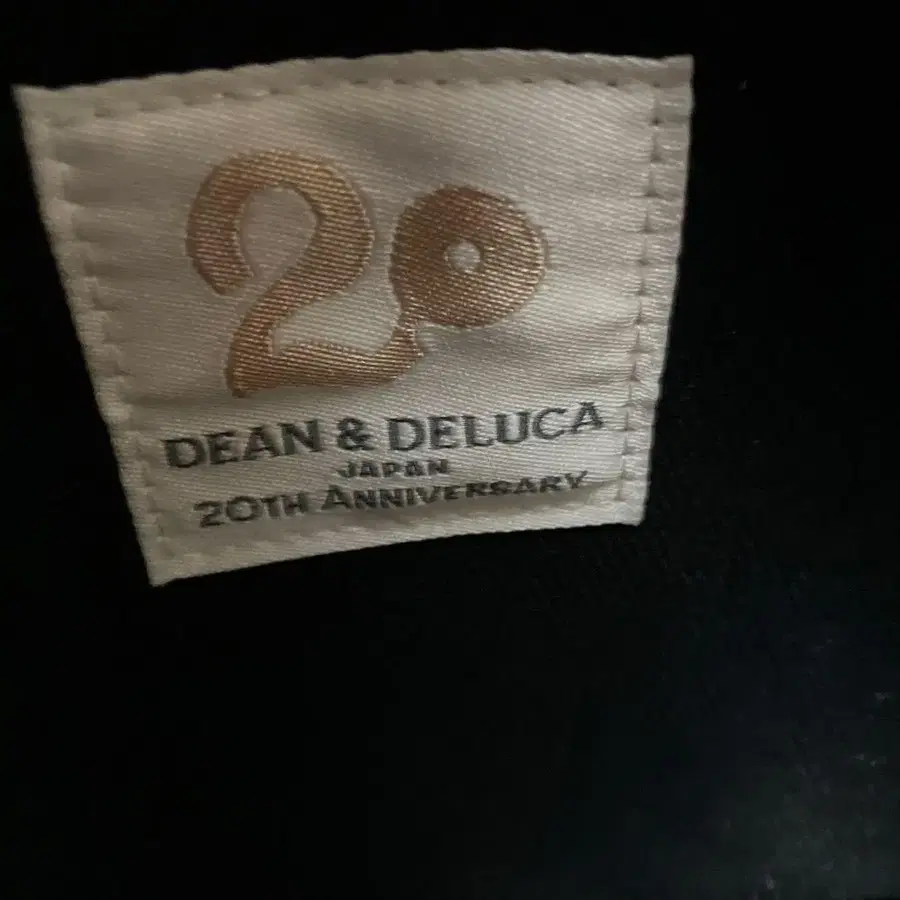 20
DEAN & DELUCA
JAPAN
20TH ANNIVERSARY